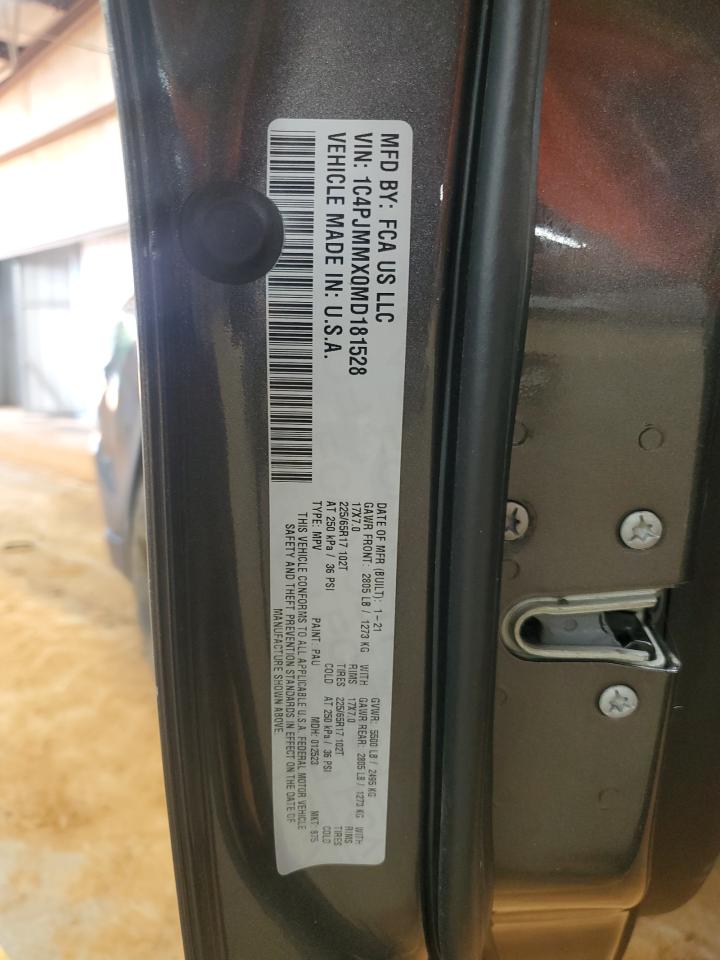 MFD BY: FCA US LLC
VIN: 1C4PJMMX0MD181528
VEHICLE MADE IN: U.S.A.
DATE OF MFR (BUILT): 1-21 GVWR: 5500 LB / 2495 KG
GAWR FRONT: 2805 LB / 1273 KG WITH GAWR REAR: 2805 LB / 1273 KG WITH
17X7.0 RIMS 17X7.0 RIMS
225/65R17 102T TIRES 225/65R17 102T TIRES
AT 250 kPa / 36 PSI COLD AT 250 kPa / 36 PSI COLD
TYPE: MPV PAINT: PAU MDH: 012523 MKT: 875
THIS VEHICLE CONFORMS TO ALL APPLICABLE U.S.A. FEDERAL MOTOR VEHICLE
SAFETY AND THEFT PREVENTION STANDARDS IN EFFECT ON THE DATE OF
MANUFACTURE SHOWN ABOVE.